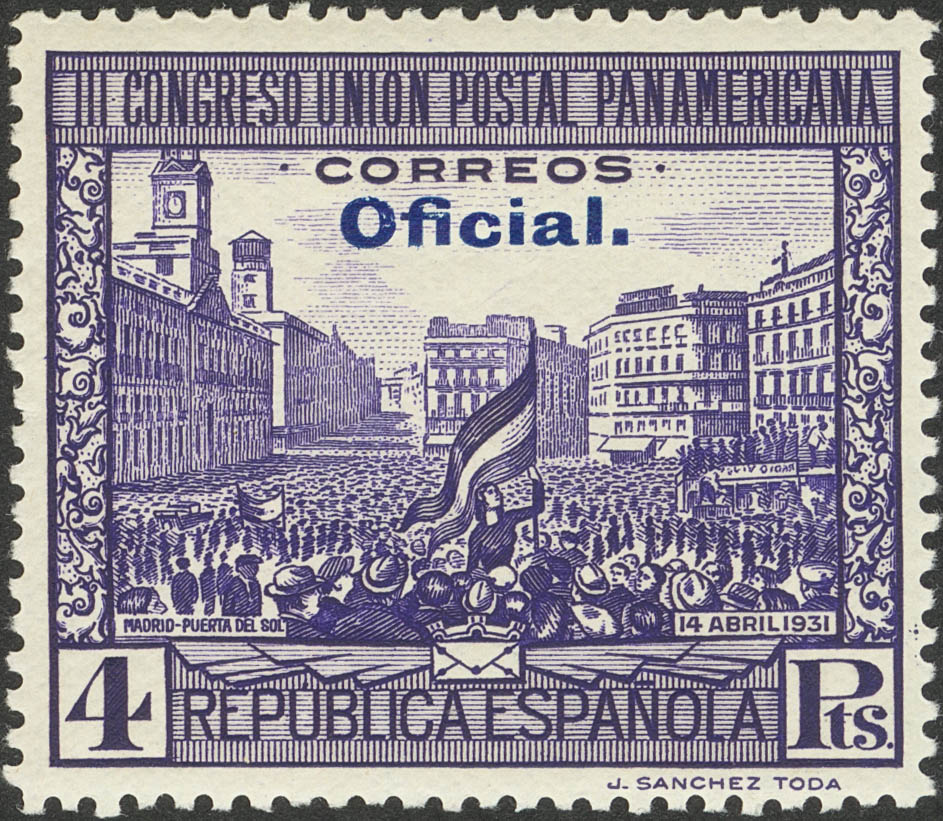 III CONGRESO UNION POSTAL PANAMERICANA
· CORREOS ·
Oficial.
MADRID-PUERTA DEL SOL
14 ABRIL 1931
4 REPUBLICA ESPAÑOLA Pts.
J. SANCHEZ TODA